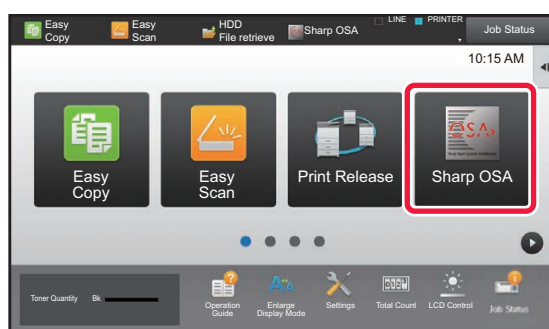 Easy Copy
Easy Scan
HDD File retrieve
Sharp OSA
LINE
PRINTER
Job Status
10:15 AM
OSA
Easy
Copy
Easy
Scan
Print Release
Sharp OSA
Toner Quantity
Bk
Operation
Guide
Enlarge
Display Mode
Settings
Total Count
LCD Control
Job Status